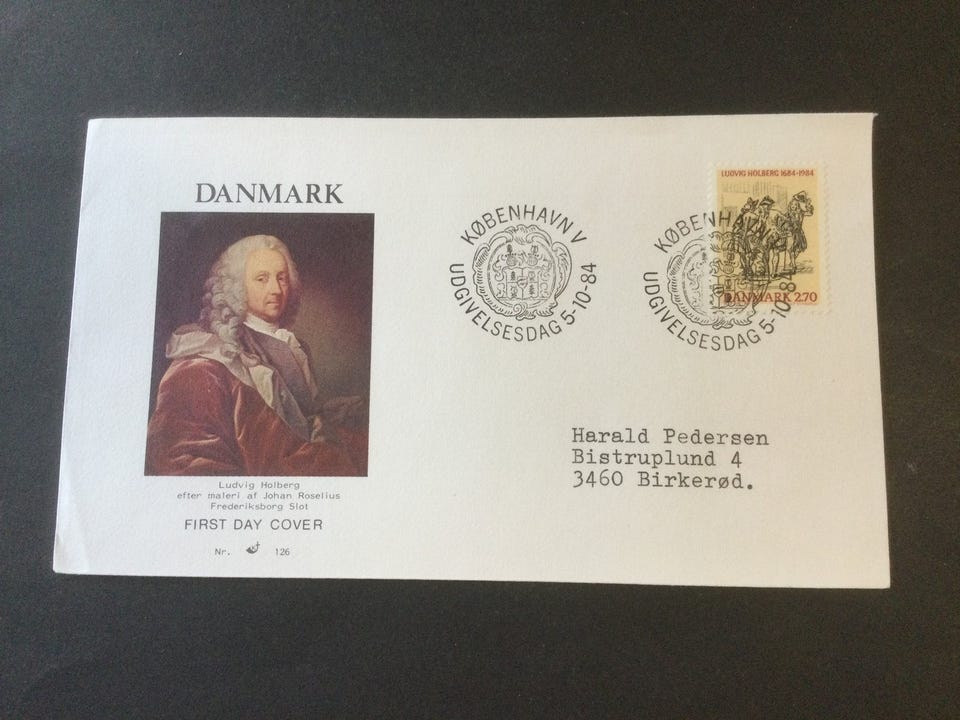 DANMARK
Ludvig Holberg
efter maleri af Johan Roselius
Frederiksborg Slot
FIRST DAY COVER
Nr. 126
KØBENHAVN V
UDGIVELSESDAG 5-10-84
KØBENHAVN V
UDGIVELSESDAG 5-10-84
LUDVIG HOLBERG 1684-1984
DANMARK 2.70
Harald Pedersen
Bistruplund 4
3460 Birkerød.